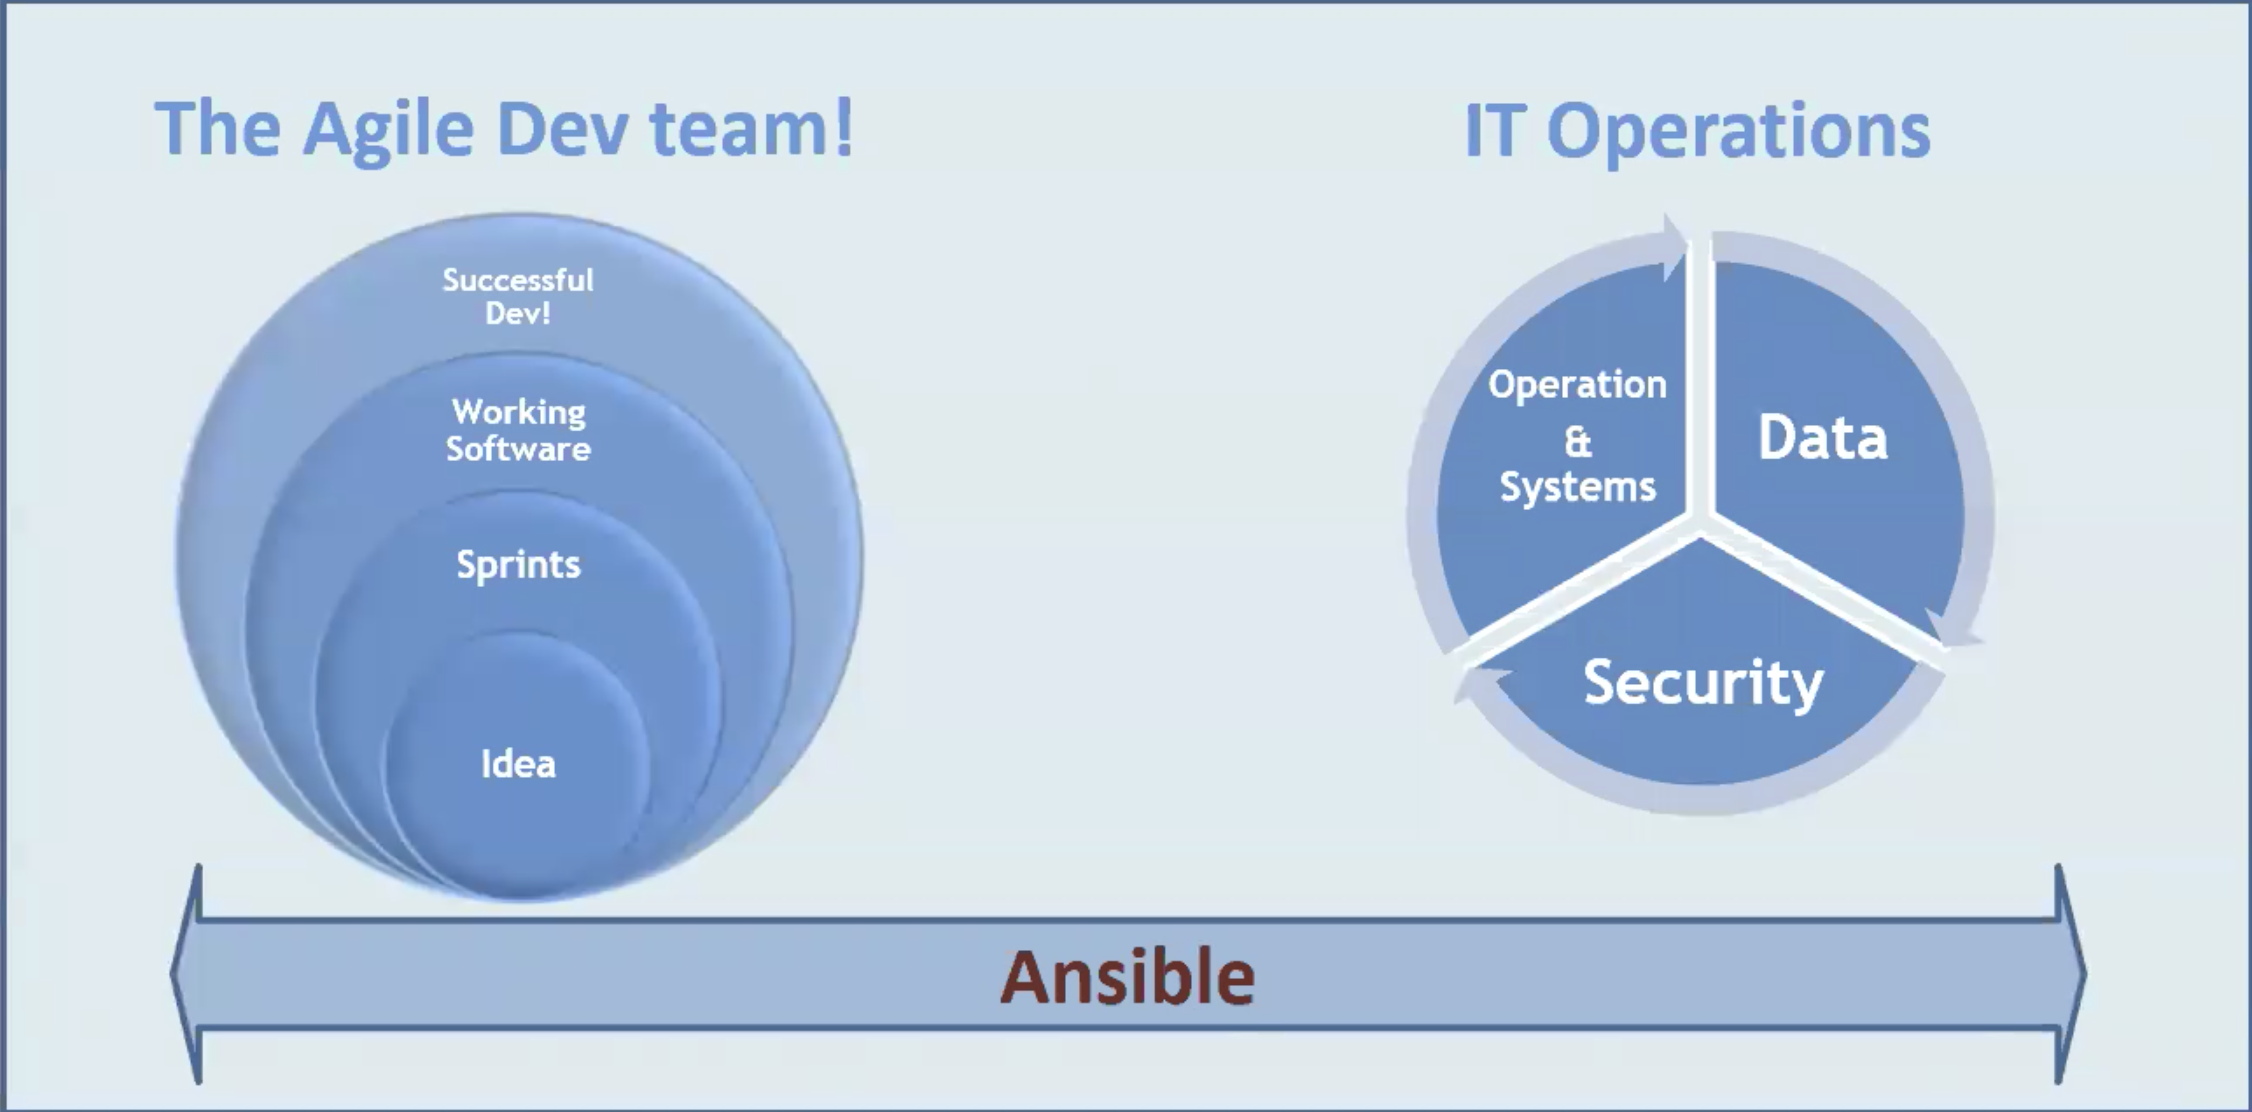 The Agile Dev team!
Successful
Dev!
Working
Software
Sprints
Idea
IT Operations
Operation
&
Systems
Data
Security
Ansible